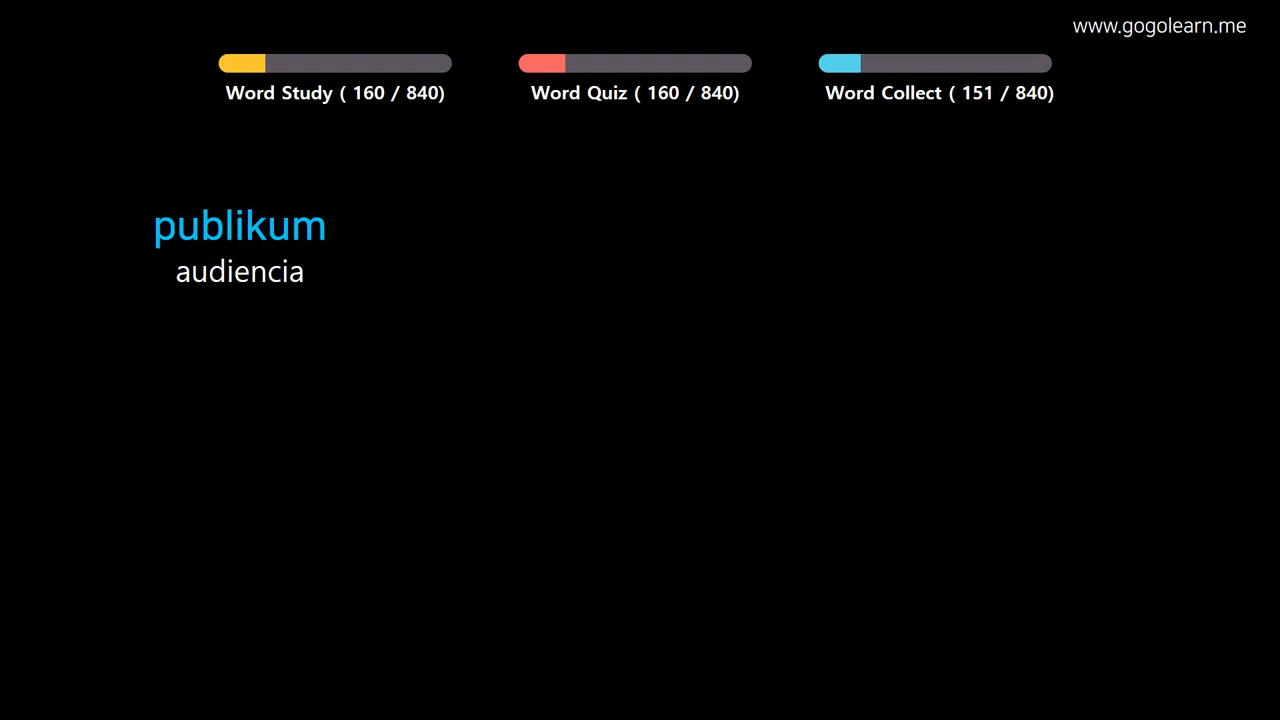 www.gogolearn.me
Word Study ( 160 / 840)
Word Quiz ( 160 / 840)
Word Collect ( 151 / 840)
publikum
audiencia